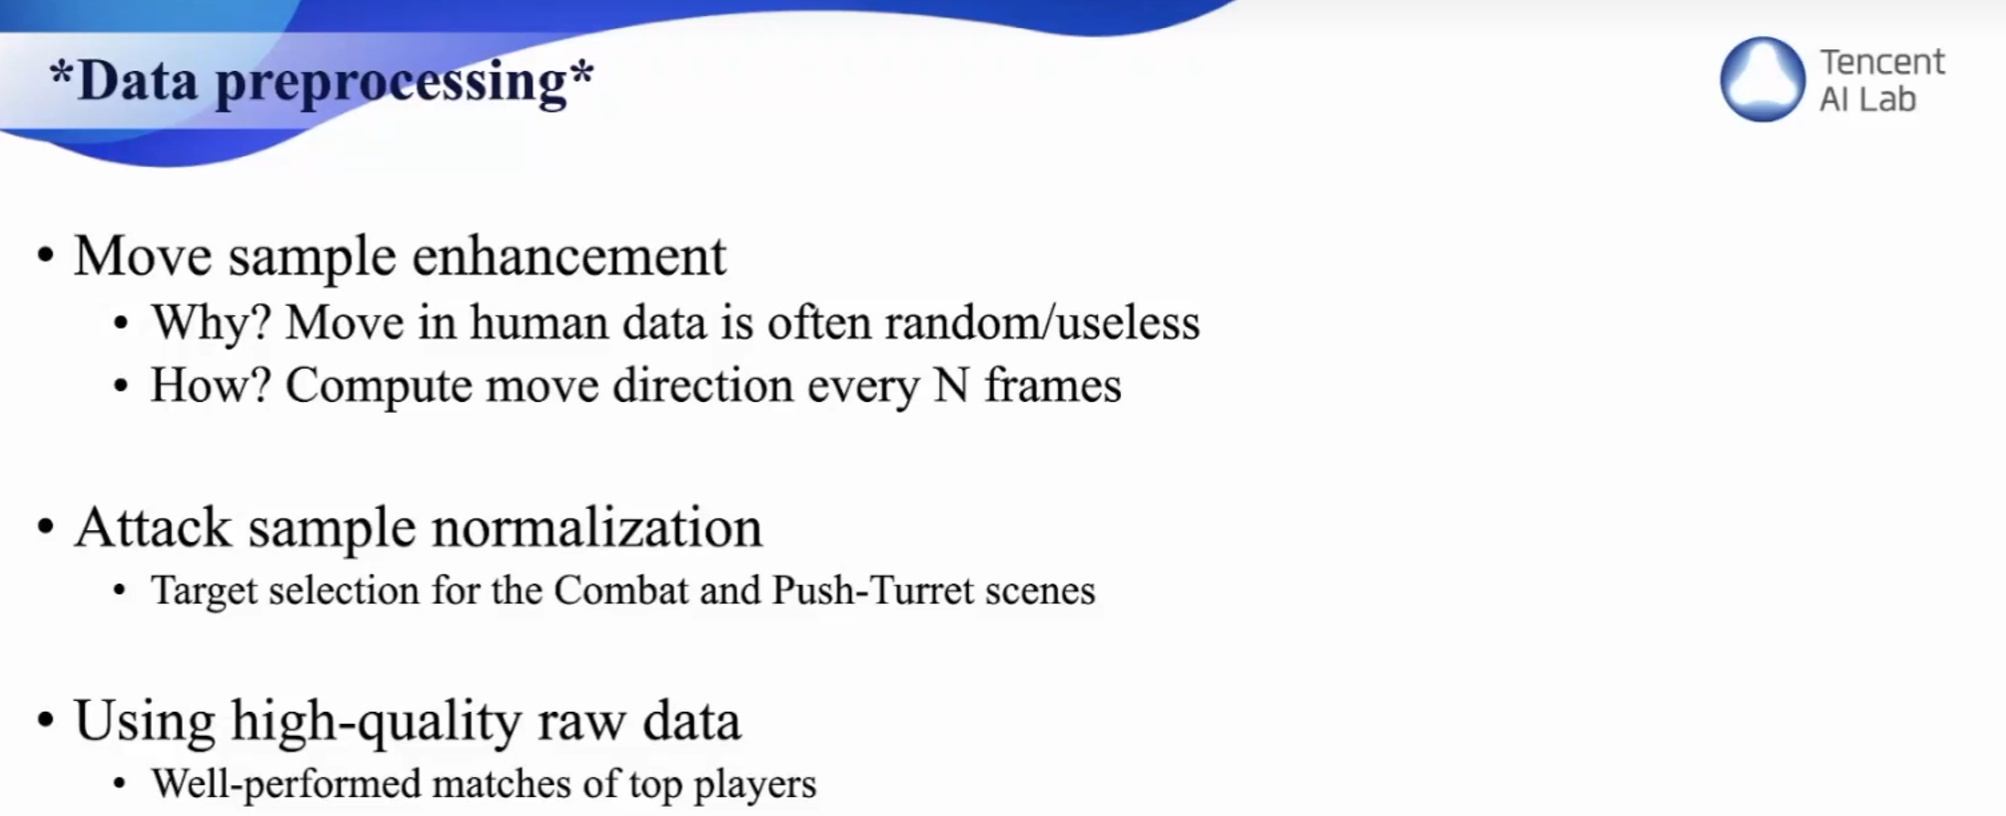 *Data preprocessing*
Tencent
AI Lab
• Move sample enhancement
• Why? Move in human data is often random/useless
• How? Compute move direction every N frames
• Attack sample normalization
• Target selection for the Combat and Push-Turret scenes
• Using high-quality raw data
• Well-performed matches of top players